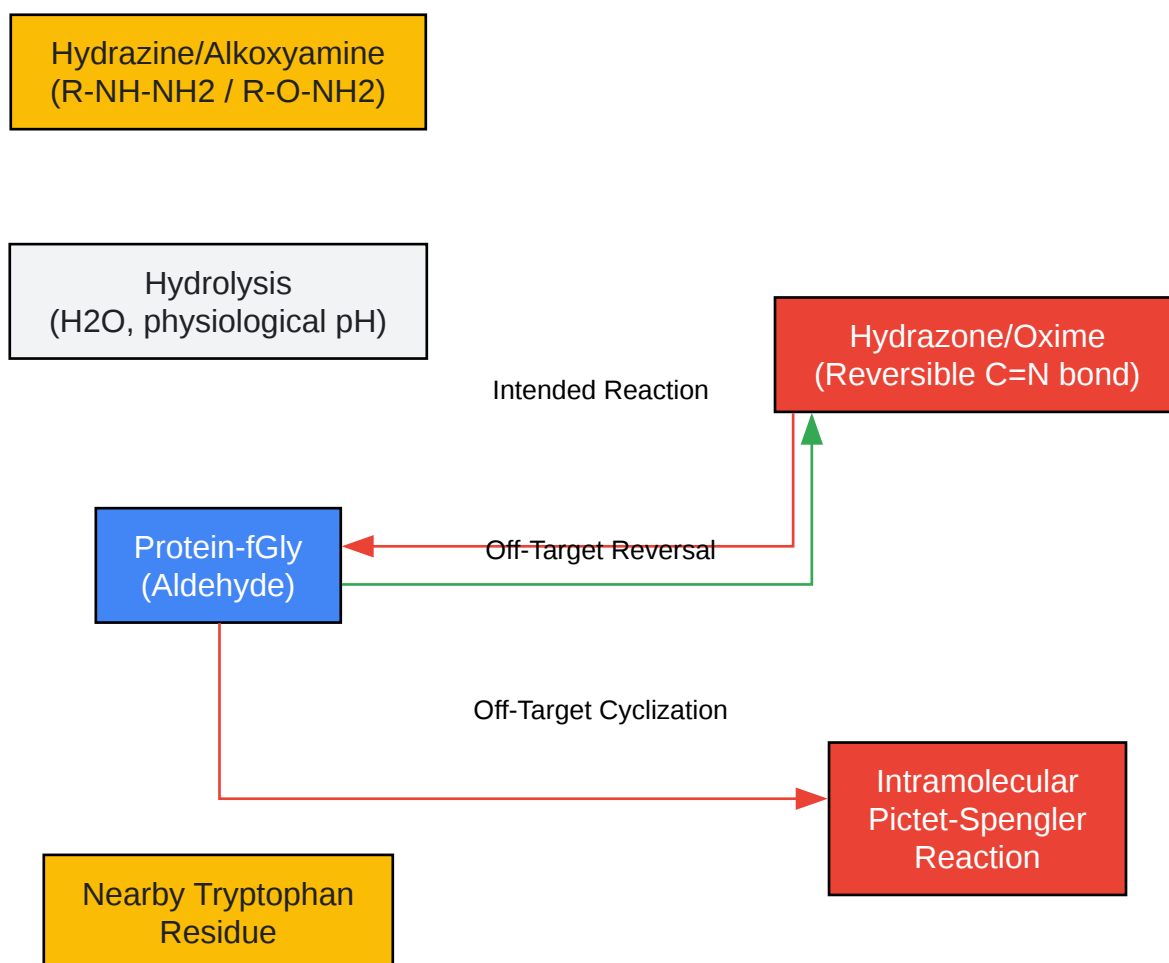 Hydrazine/Alkoxyamine
(R-NH-NH2 / R-O-NH2)
Hydrolysis
(H2O, physiological pH)
Hydrazone/Oxime
(Reversible C=N bond)
Intended Reaction
Protein-fGly
(Aldehyde)
Off-Target Reversal
Off-Target Cyclization
Intramolecular
Pictet-Spengler
Reaction
Nearby Tryptophan
Residue